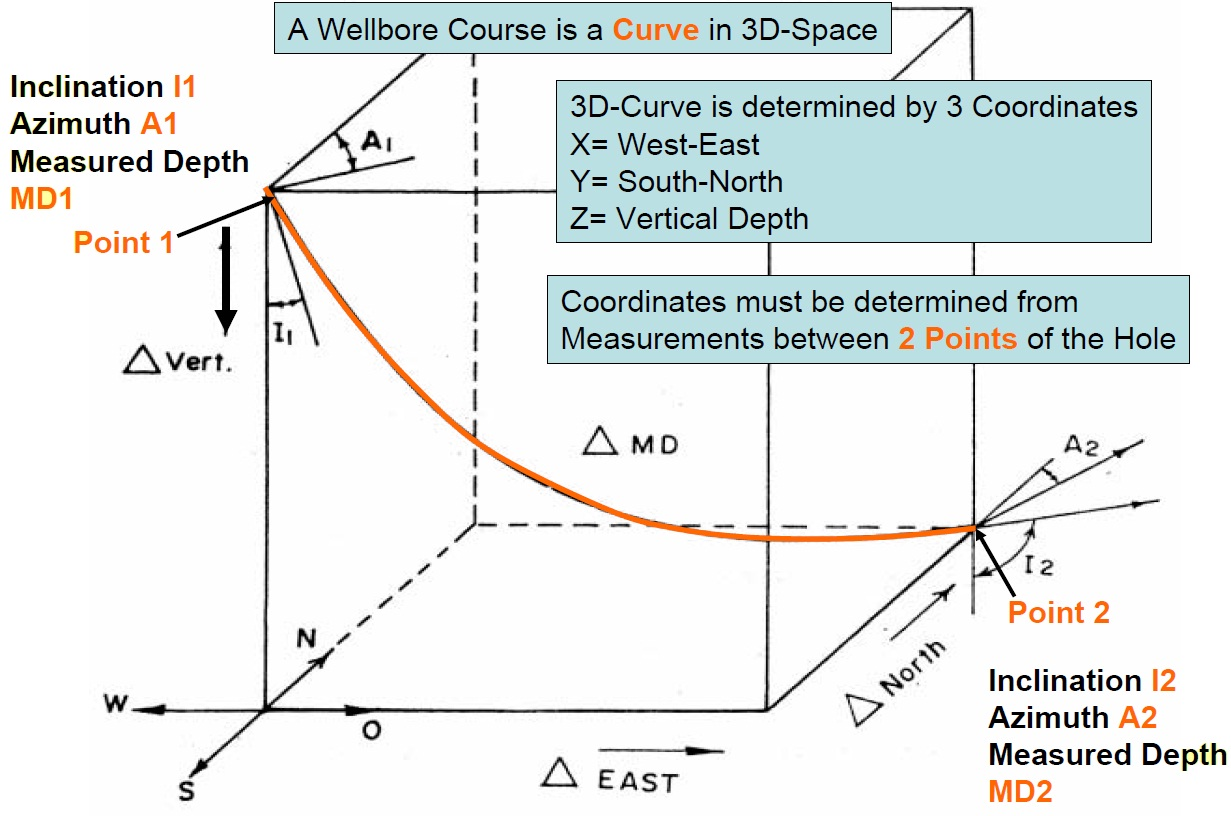 A Wellbore Course is a Curve in 3D-Space
Inclination I1
Azimuth A1
Measured Depth
MD1
Point 1
3D-Curve is determined by 3 Coordinates
X= West-East
Y= South-North
Z= Vertical Depth
Coordinates must be determined from
Measurements between 2 Points of the Hole
A1
I1
△ Vert.
△ MD
A2
I2
Point 2
N
W
O
S
△ North
△ EAST
Inclination I2
Azimuth A2
Measured Depth
MD2